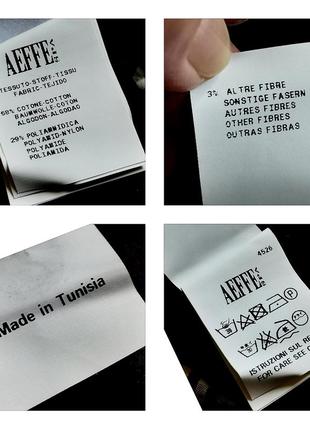 AEFFE
TESSUTO-STOFF-TISSU
FABRIC-TEJIDO
68% COTONE-COTTON
BAUMWOLLE-COTON
ALGODON-ALGODAO
29% POLIAMMIDICA
POLYAMID-NYLON
POLYAMIDE
POLIAMIDA
3% ALTRE FIBRE
SONSTIGE FASERN
AUTRES FIBRES
OTHER FIBRES
OUTRAS FIBRAS
Made in Tunisia
4526
AEFFE
ISTRUZIONI SUL RE
FOR CARE SEE